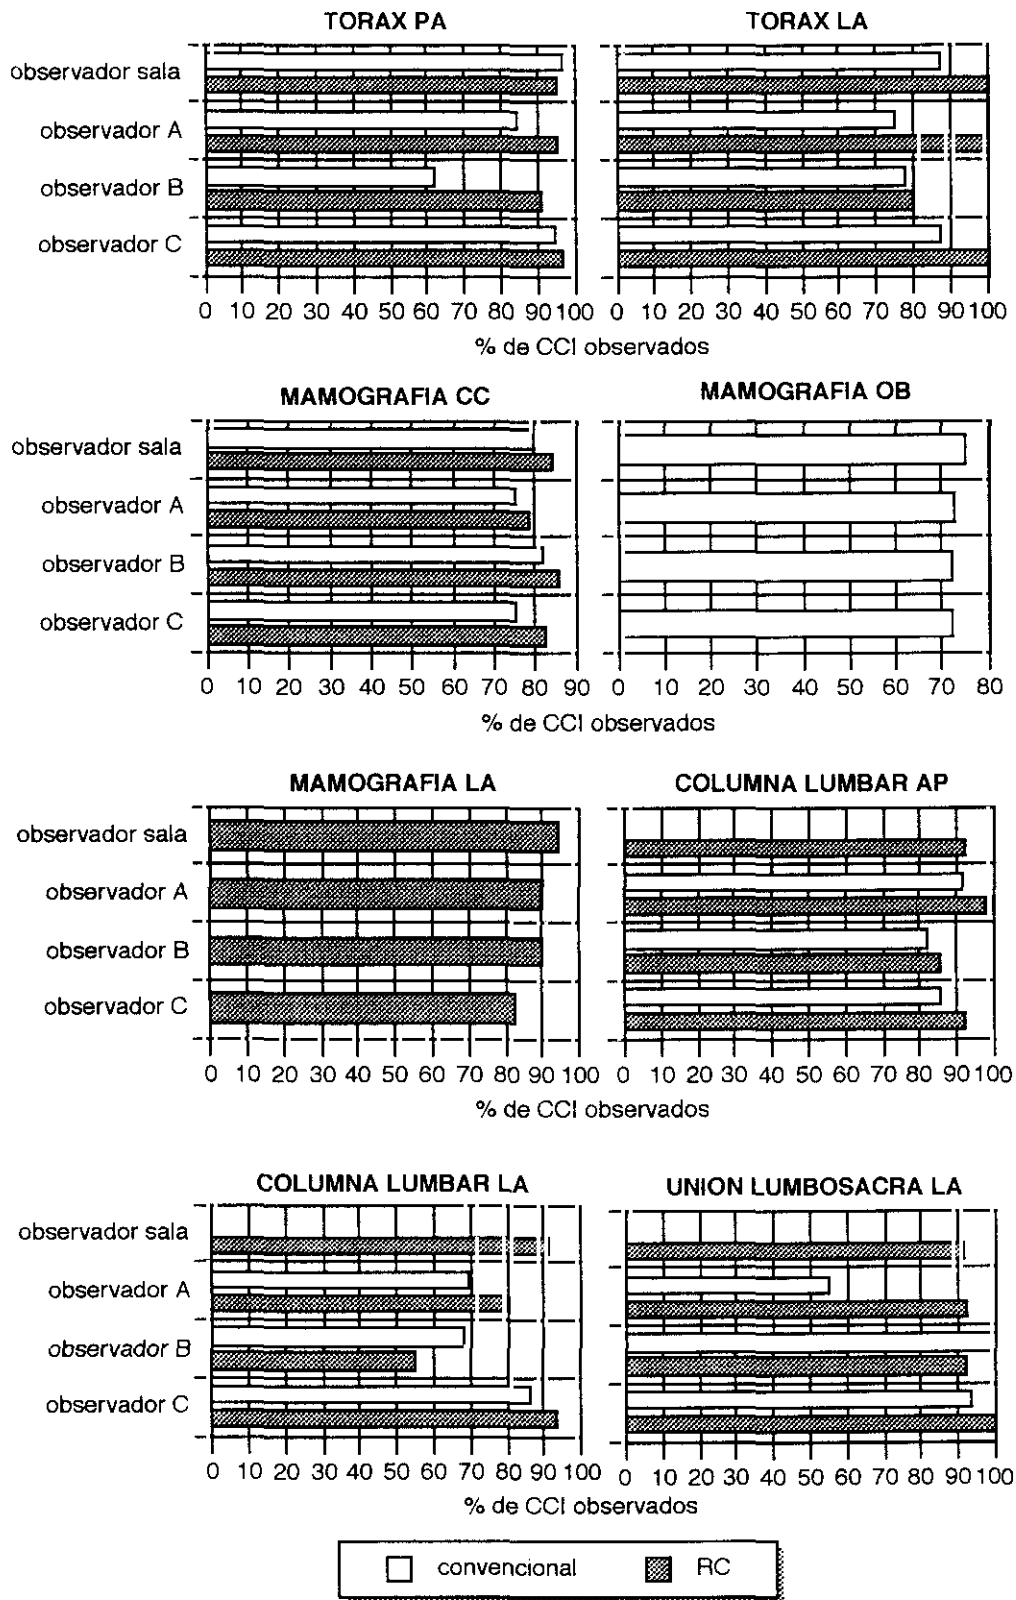 TORAX PA
TORAX LA
observador sala
observador A
observador B
observador C
0 10 20 30 40 50 60 70 80 90 100
0 10 20 30 40 50 60 70 80 90 100
% de CCI observados
MAMOGRAFIA CC
MAMOGRAFIA OB
observador sala
observador A
observador B
observador C
0 10 20 30 40 50 60 70 80 90
0 10 20 30 40 50 60 70 80
% de CCI observados
MAMOGRAFIA LA
COLUMNA LUMBAR AP
observador sala
observador A
observador B
observador C
0 10 20 30 40 50 60 70 80 90 100
0 10 20 30 40 50 60 70 80 90 100
% de CCI observados
COLUMNA LUMBAR LA
UNION LUMBOSACRA LA
observador sala
observador A
observador B
observador C
0 10 20 30 40 50 60 70 80 90 100
0 10 20 30 40 50 60 70 80 90 100
% de CCI observados
convencional
RC